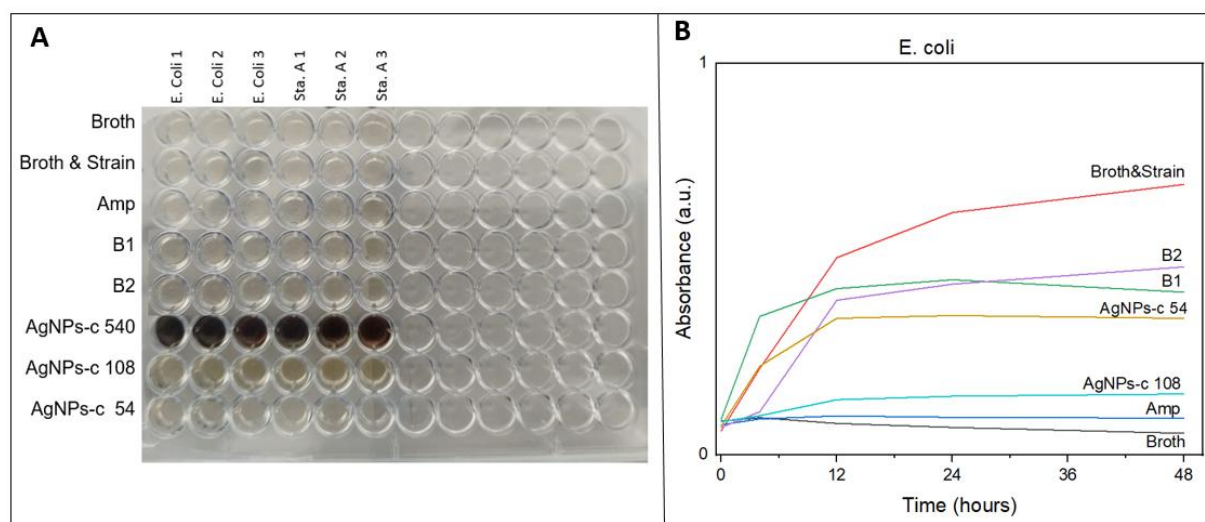 A
E. Coli 1
E. Coli 2
E. Coli 3
Sta. A 1
Sta. A 2
Sta. A 3
Broth
Broth & Strain
Amp
B1
B2
AgNPs-c 540
AgNPs-c 108
AgNPs-c 54
B
E. coli
1
Absorbance (a.u.)
0
Broth&Strain
B2
B1
AgNPs-c 54
AgNPs-c 108
Amp
Broth
0
12
24
36
48
Time (hours)